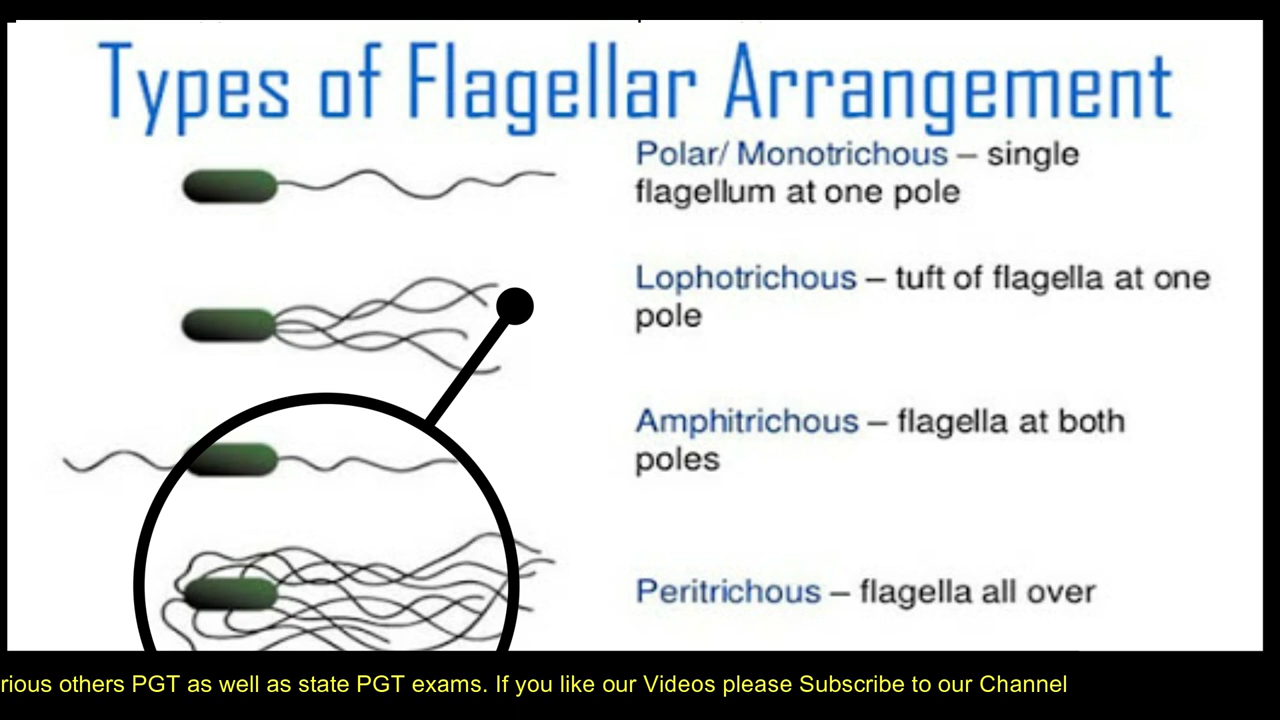 Types of Flagellar Arrangement
Polar/ Monotrichous – single
flagellum at one pole
Lophotrichous – tuft of flagella at one
pole
Amphitrichous – flagella at both
poles
Peritrichous – flagella all over
rious others PGT as well as state PGT exams. If you like our Videos please Subscribe to our Channel